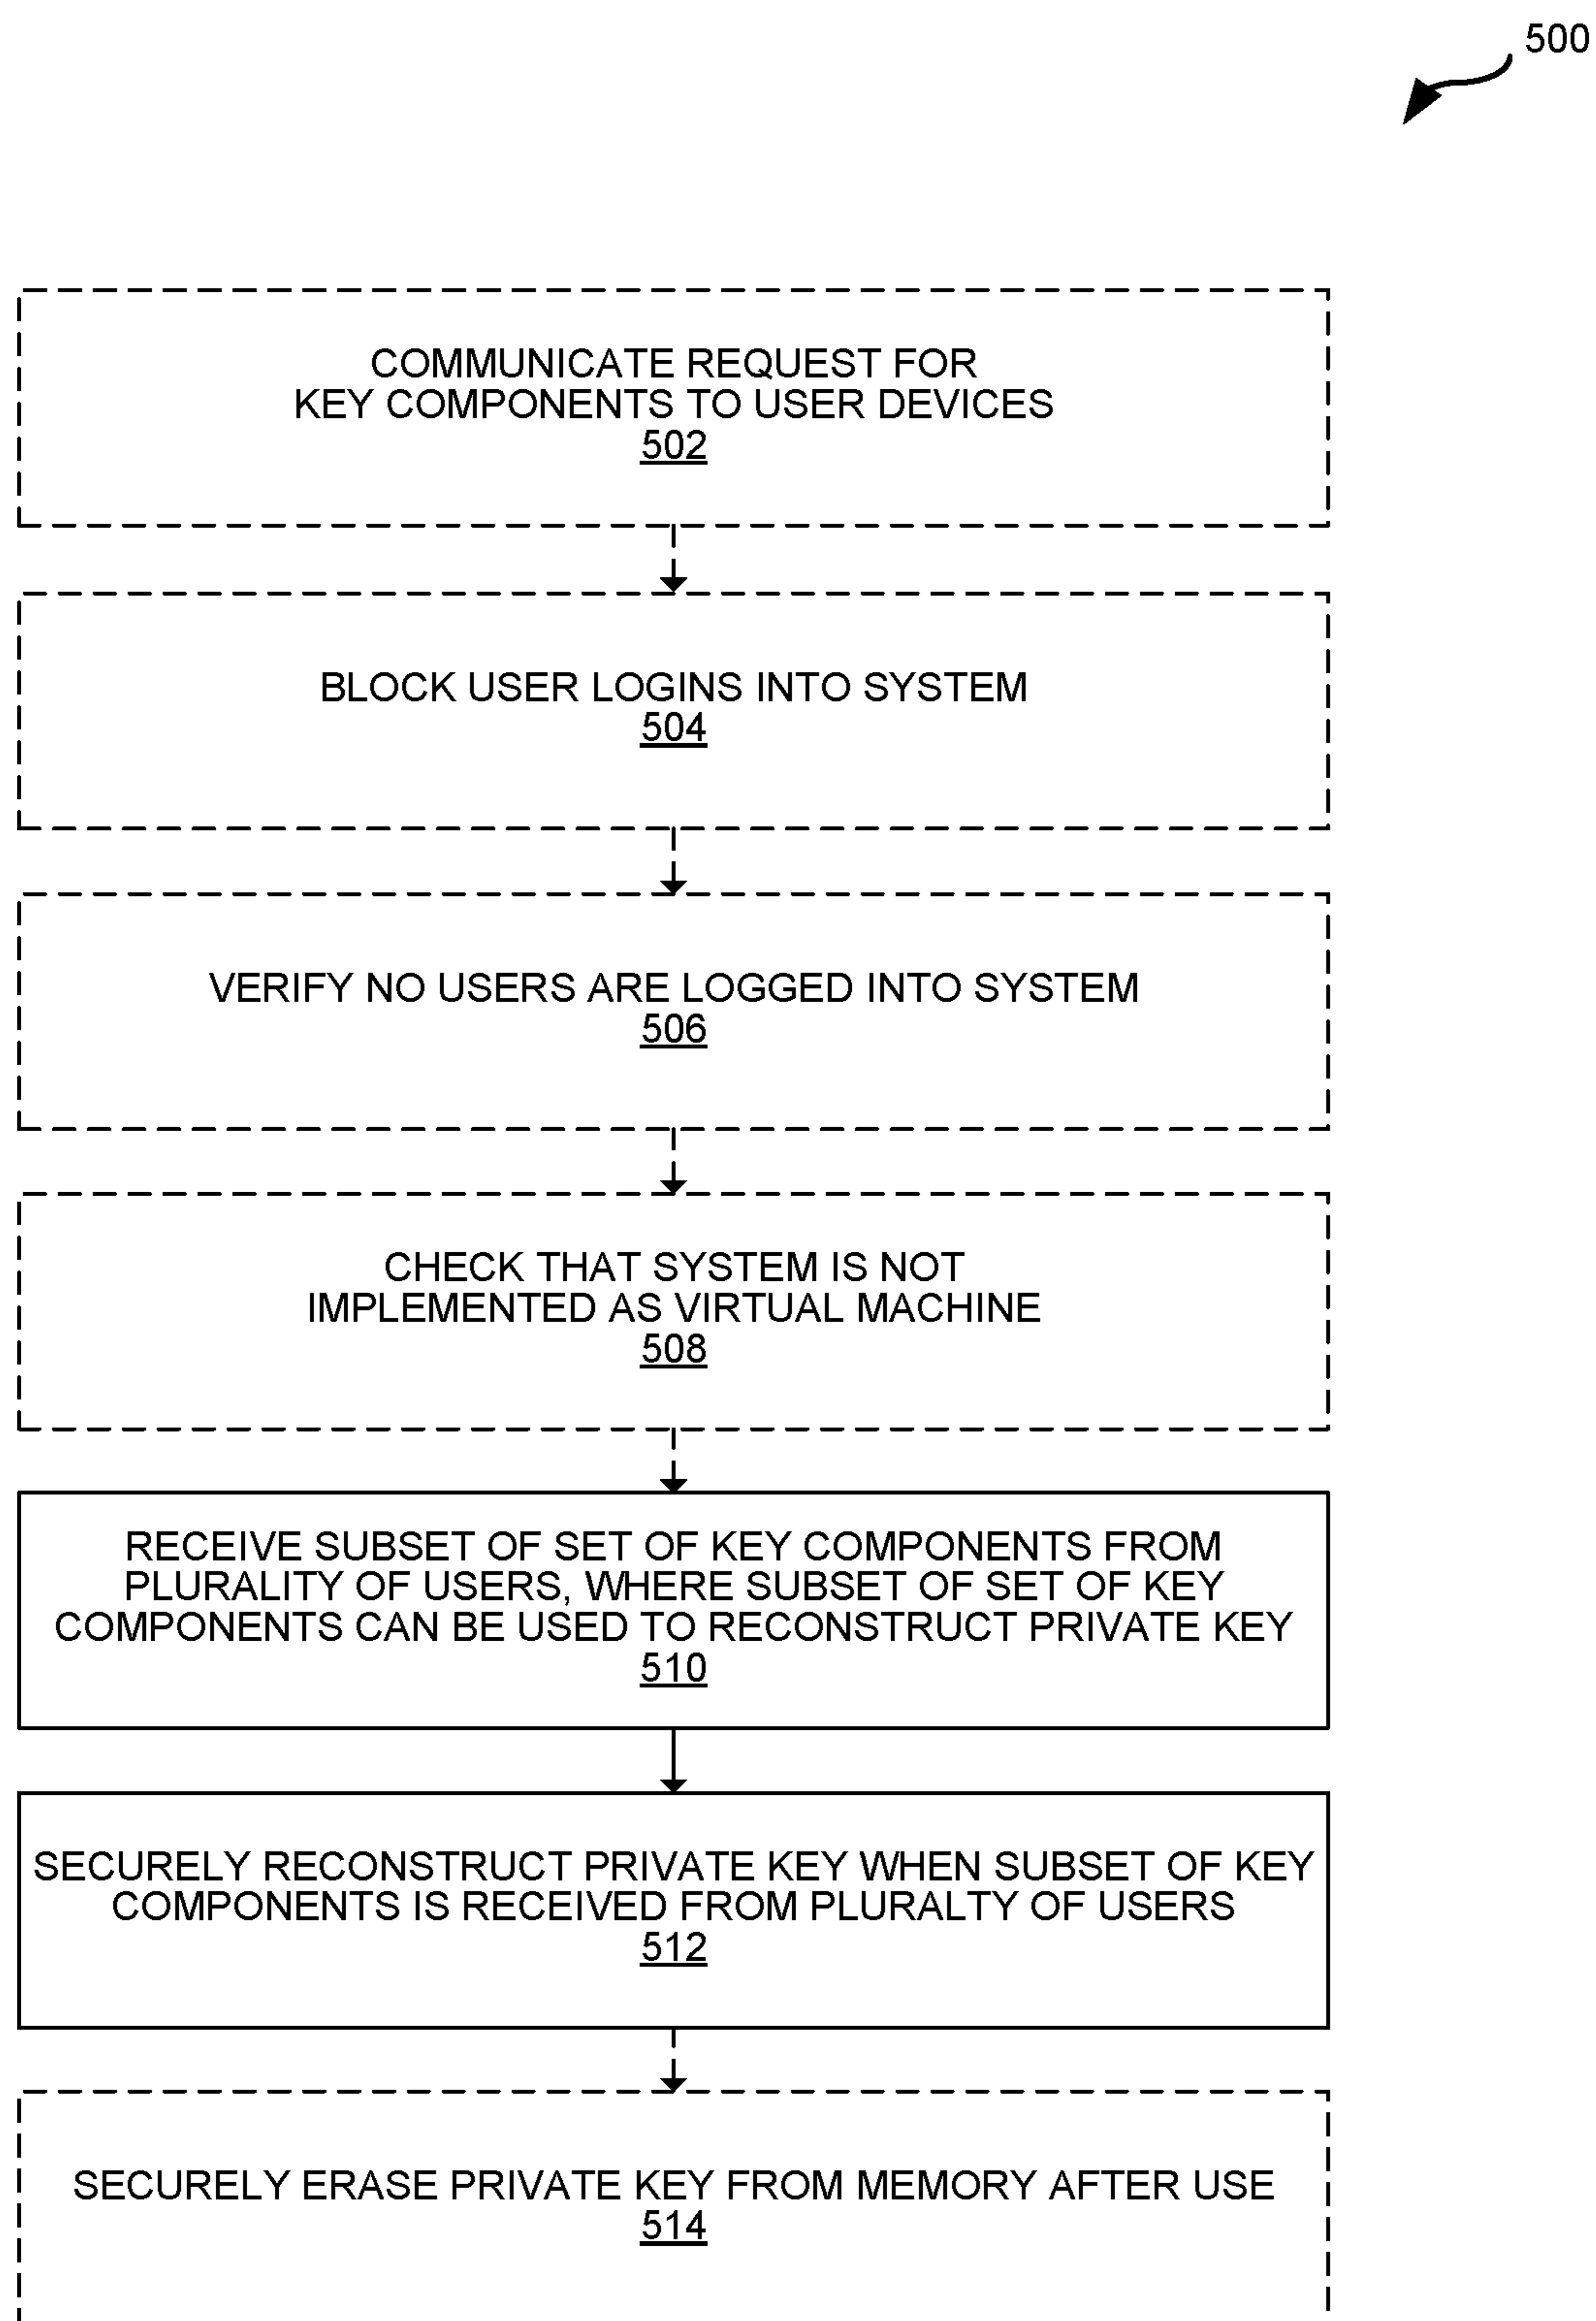 500
COMMUNICATE REQUEST FOR
KEY COMPONENTS TO USER DEVICES
502
BLOCK USER LOGINS INTO SYSTEM
504
VERIFY NO USERS ARE LOGGED INTO SYSTEM
506
CHECK THAT SYSTEM IS NOT
IMPLEMENTED AS VIRTUAL MACHINE
508
RECEIVE SUBSET OF SET OF KEY COMPONENTS FROM
PLURALITY OF USERS, WHERE SUBSET OF SET OF KEY
COMPONENTS CAN BE USED TO RECONSTRUCT PRIVATE KEY
510
SECURELY RECONSTRUCT PRIVATE KEY WHEN SUBSET OF KEY
COMPONENTS IS RECEIVED FROM PLURALTY OF USERS
512
SECURELY ERASE PRIVATE KEY FROM MEMORY AFTER USE
514